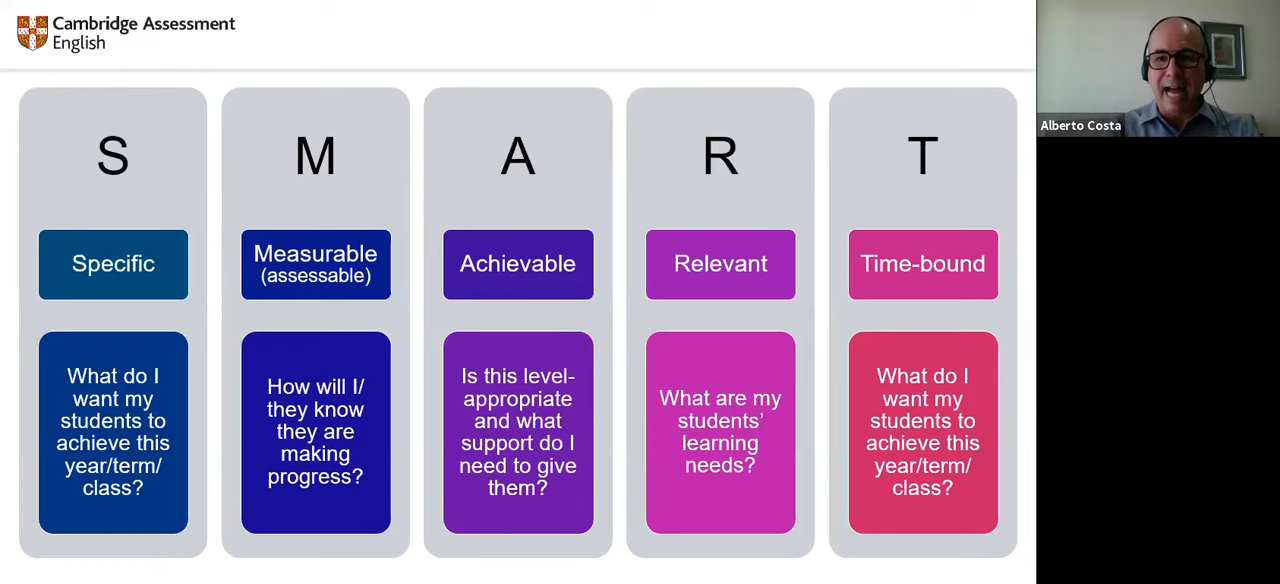 Cambridge Assessment
English
Alberto Costa
S
M
A
R
T
Specific
Measurable
(assessable)
Achievable
Relevant
Time-bound
What do I
want my
students to
achieve this
year/term/
class?
How will I/
they know
they are
making
progress?
Is this level-
appropriate
and what
support do I
need to give
them?
What are my
students’
learning
needs?
What do I
want my
students to
achieve this
year/term/
class?